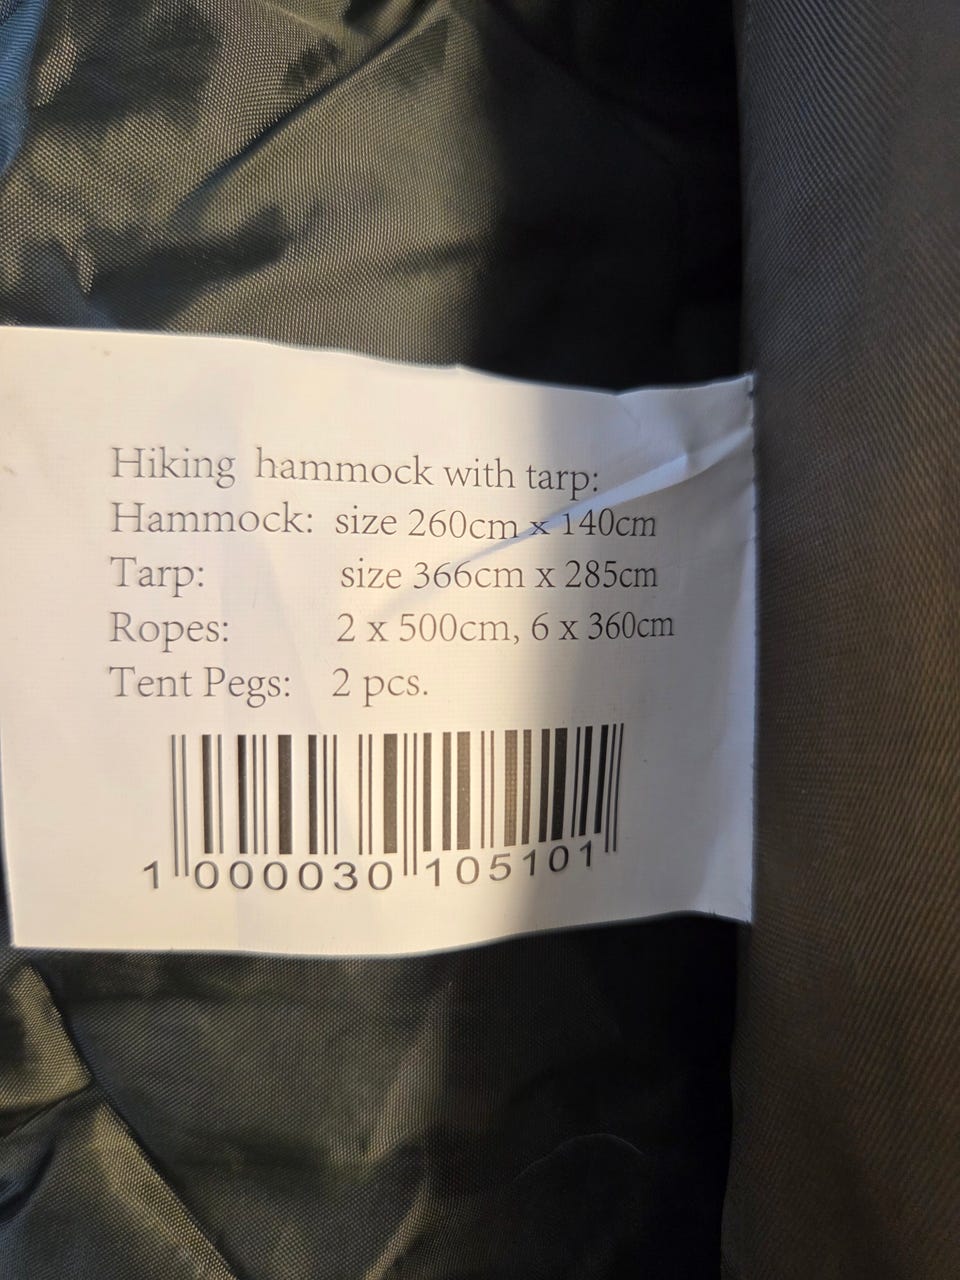 Hiking hammock with tarp:
Hammock: size 260cm x 140cm
Tarp: size 366cm x 285cm
Ropes: 2 x 500cm, 6 x 360cm
Tent Pegs: 2 pcs.
1 000030 105101